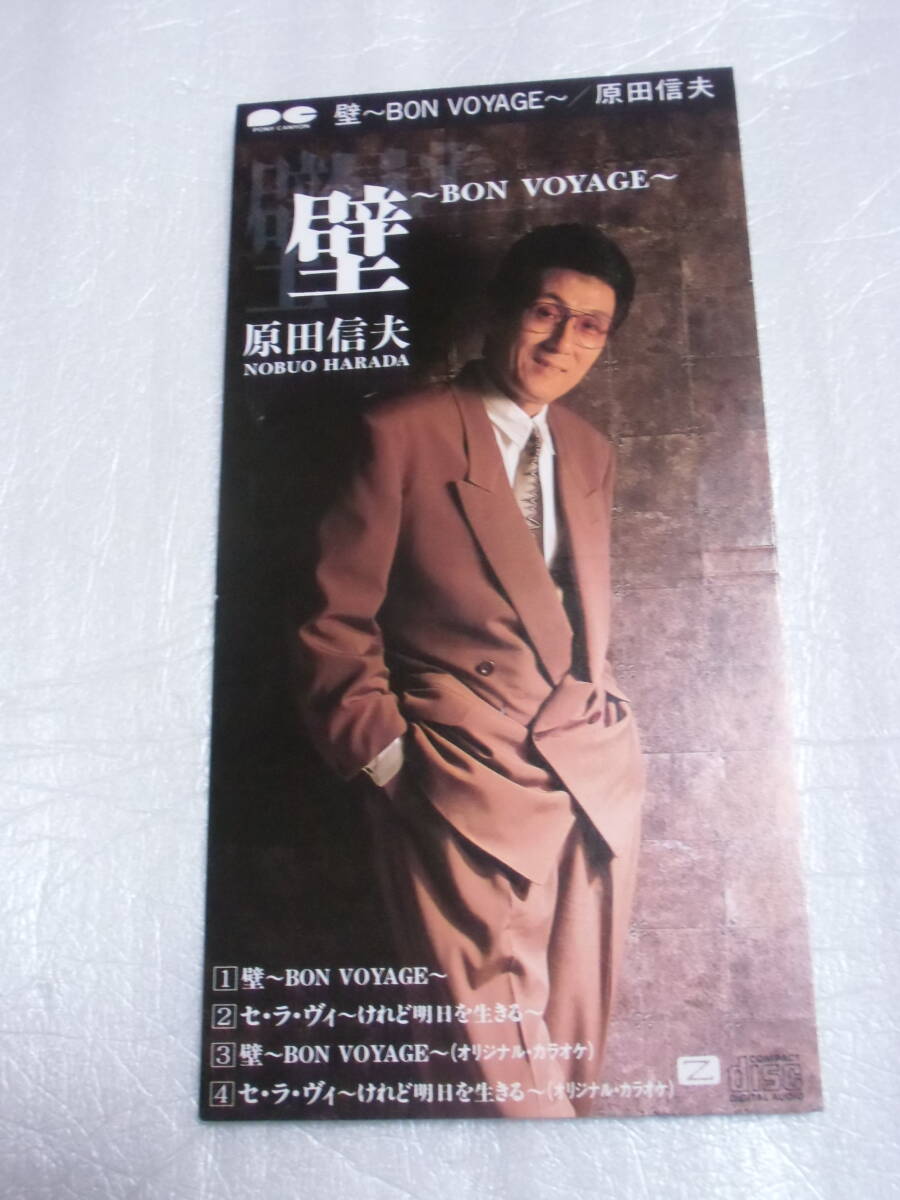 PONY CANYON
壁～BON VOYAGE～／原田信夫
～BON VOYAGE～
壁
原田信夫
NOBUO HARADA
1 壁～BON VOYAGE～
2 セ・ラ・ヴィ～けれど明日を生きる～
3 壁～BON VOYAGE～(オリジナル・カラオケ)
4 セ・ラ・ヴィ～けれど明日を生きる～(オリジナル・カラオケ)
Z
COMPACT
disc
DIGITAL AUDIO